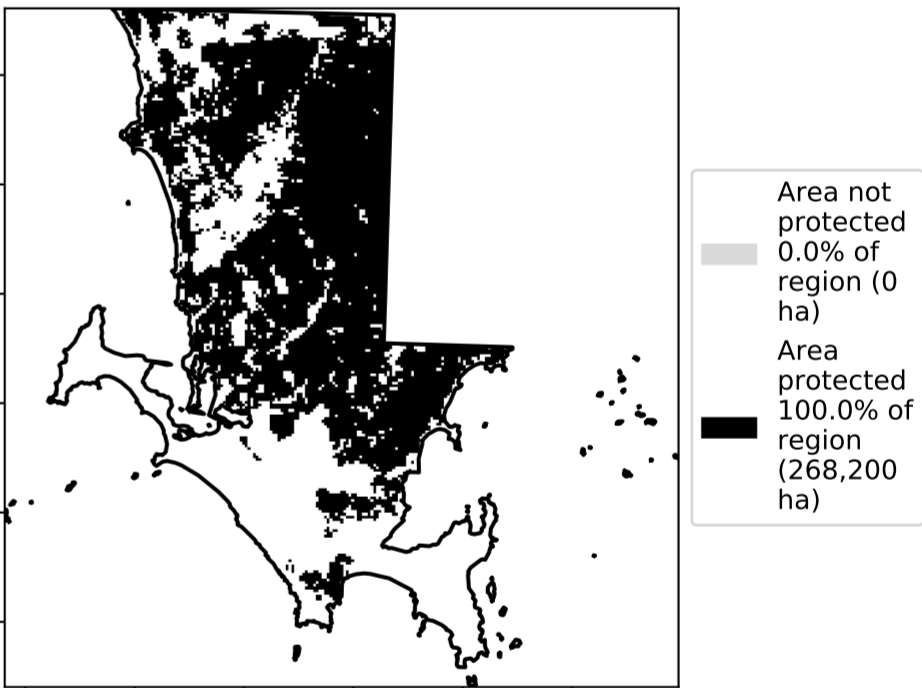 Area not
protected
0.0% of
region (0
ha)
Area
protected
100.0% of
region
(268,200
ha)